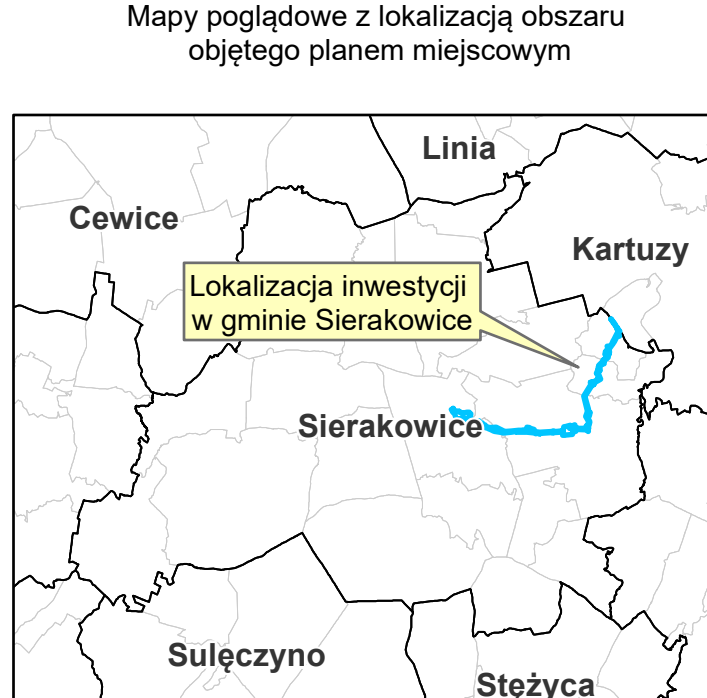 Mapy poglądowe z lokalizacją obszaru
objętego planem miejscowym
Linia
Cewice
Kartuzy
Lokalizacja inwestycji
w gminie Sierakowice
Sierakowice
Sulęczyno
Stężyca